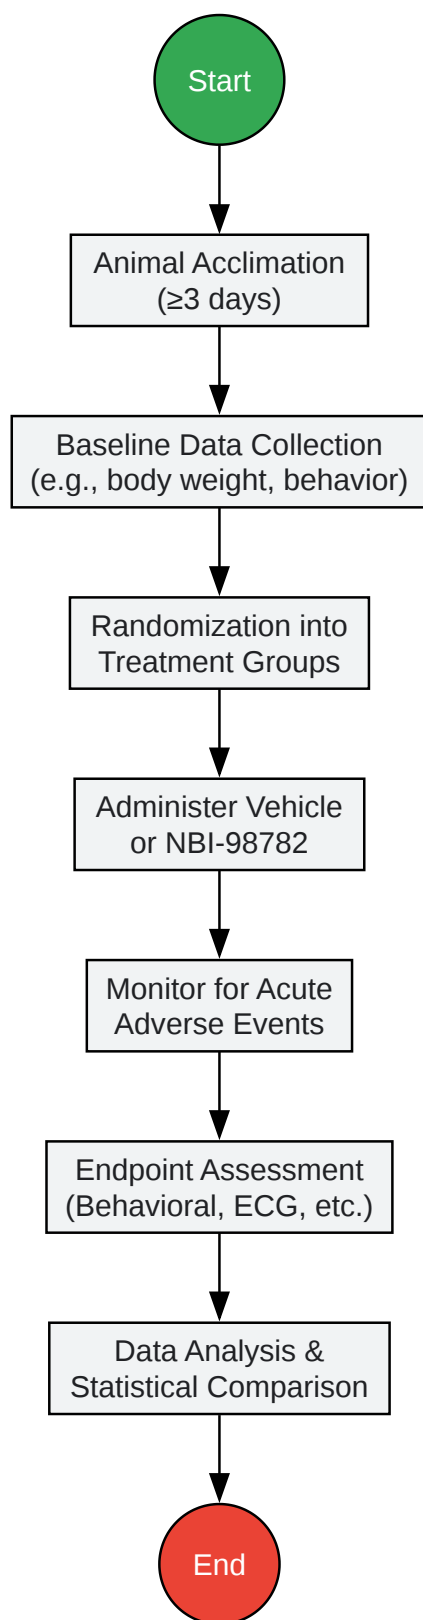 Start
Animal Acclimation
(≥3 days)
Baseline Data Collection
(e.g., body weight, behavior)
Randomization into
Treatment Groups
Administer Vehicle
or NBI-98782
Monitor for Acute
Adverse Events
Endpoint Assessment
(Behavioral, ECG, etc.)
Data Analysis &
Statistical Comparison
End